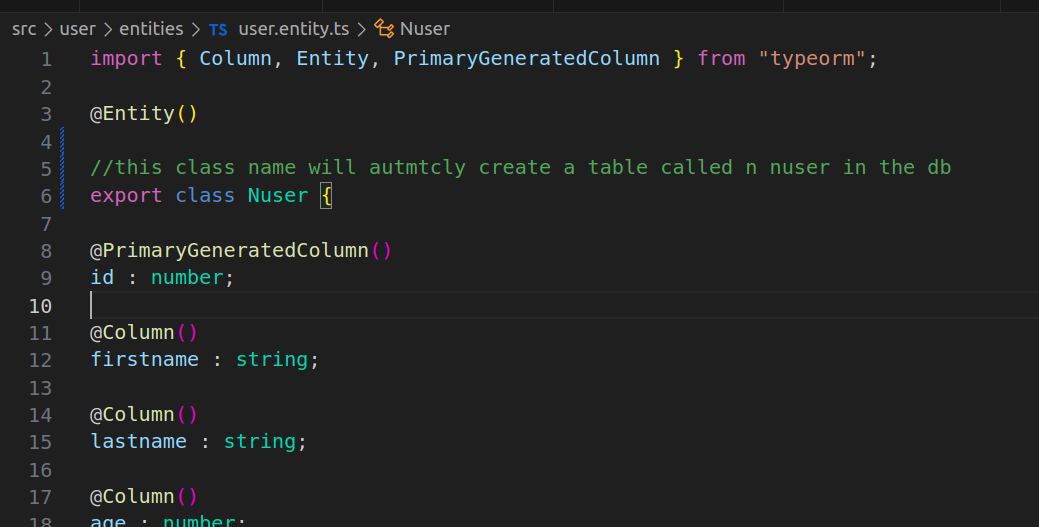 src > user > entities > TS user.entity.ts > Nuser
1 import { Column, Entity, PrimaryGeneratedColumn } from "typeorm";
2
3 @Entity()
4
5 //this class name will autmtcly create a table called n nuser in the db
6 export class Nuser {
7
8 @PrimaryGeneratedColumn()
9 id : number;
10
11 @Column()
12 firstname : string;
13
14 @Column()
15 lastname : string;
16
17 @Column()
18 age : number;